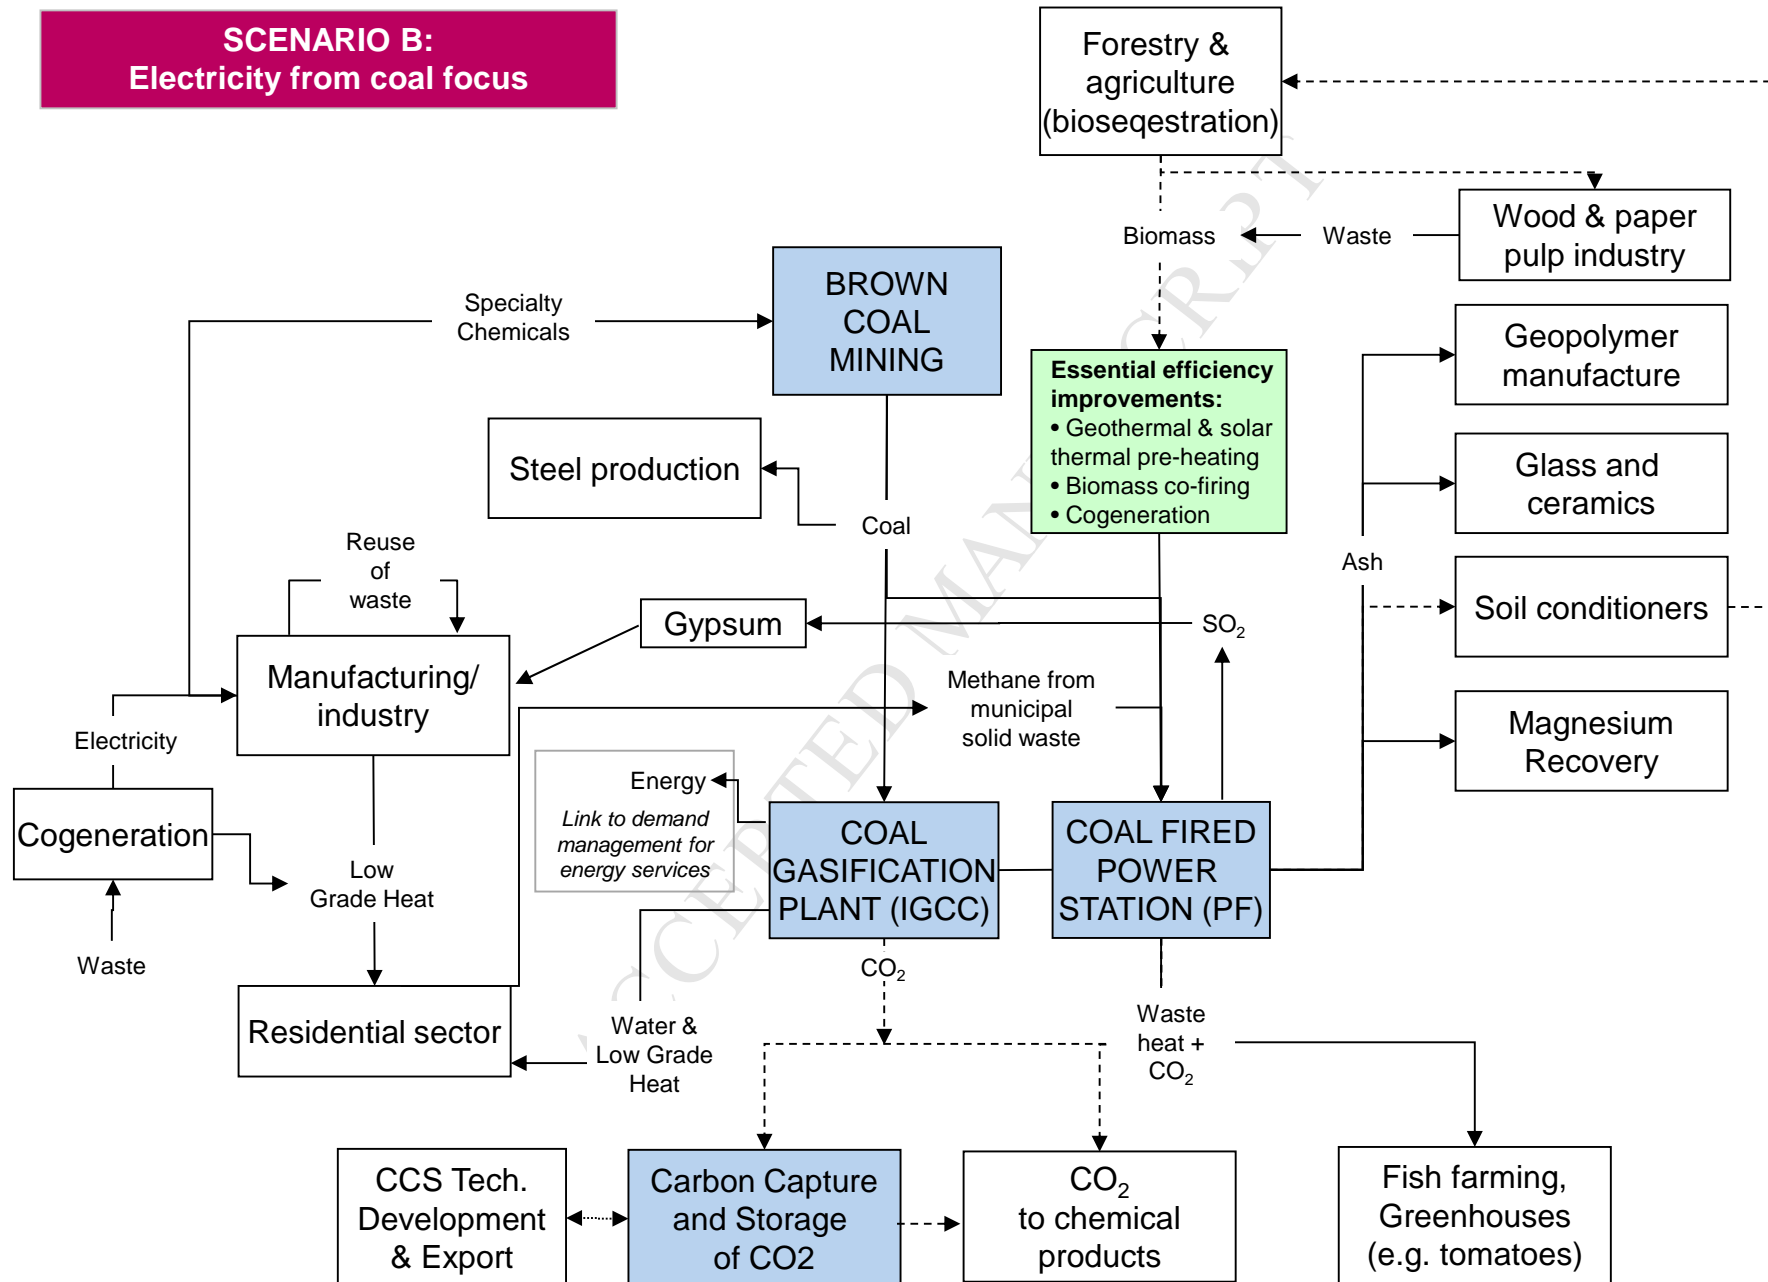 SCENARIO B:
Electricity from coal focus
Forestry &
agriculture
(bioseqestration)
Biomass
Waste
Wood & paper
pulp industry
Specialty
Chemicals
BROWN
COAL
MINING
Essential efficiency
improvements:
• Geothermal & solar
thermal pre-heating
• Biomass co-firing
• Cogeneration
Geopolymer
manufacture
Steel production
Coal
Glass and
ceramics
Reuse
of
waste
Ash
Gypsum
SO2
Soil conditioners
Manufacturing/
industry
Methane from
municipal
solid waste
Magnesium
Recovery
Electricity
Energy
Link to demand
management for
energy services
Cogeneration
COAL
GASIFICATION
PLANT (IGCC)
COAL FIRED
POWER
STATION (PF)
Low
Grade Heat
Waste
CO2
Residential sector
Water &
Low Grade
Heat
Waste
heat +
CO2
CCS Tech.
Development
& Export
Carbon Capture
and Storage
of CO2
CO2
to chemical
products
Fish farming,
Greenhouses
(e.g. tomatoes)
ACCEPTED MANUSCRIPT